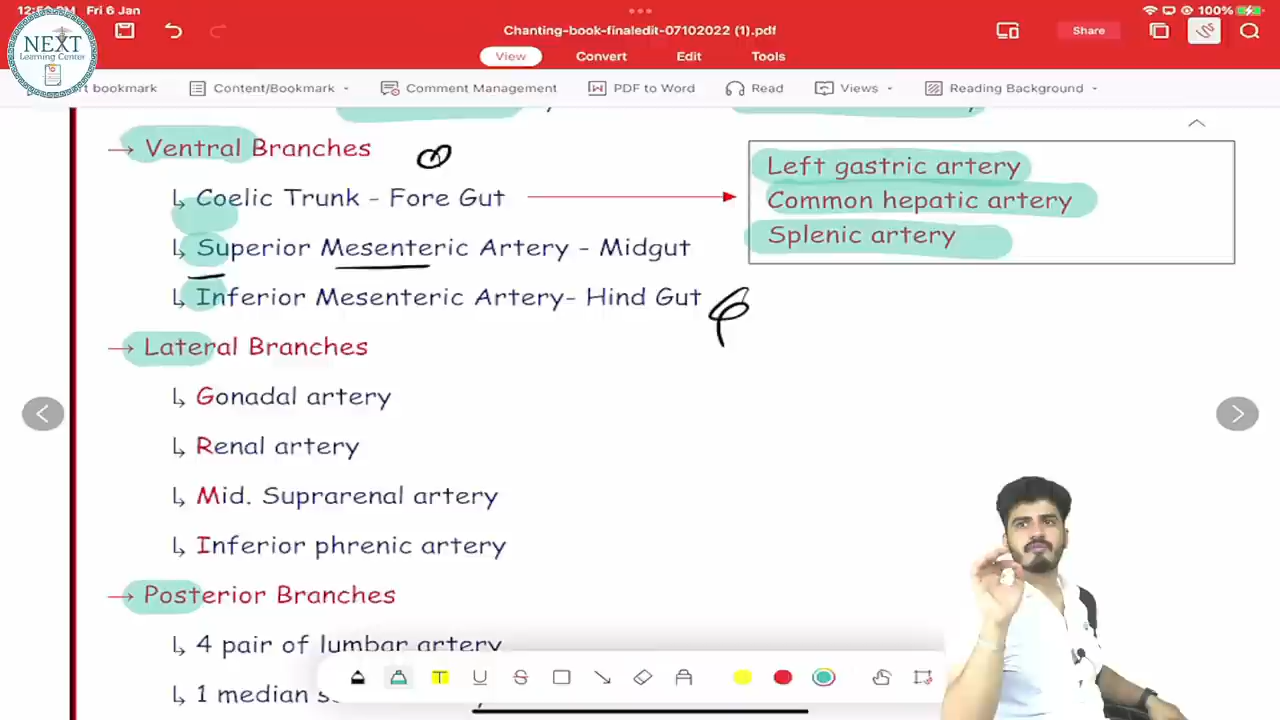 12:5 PM Fri 6 Jan
100%
NEXT
Learning Center
Chanting-book-finaledit-07102022 (1).pdf
Share
View
Convert
Edit
Tools
bookmark
Content/Bookmark
Comment Management
PDF to Word
Read
Views
Reading Background
→ Ventral Branches
↳ Coelic Trunk - Fore Gut
↳ Superior Mesenteric Artery - Midgut
↳ Inferior Mesenteric Artery- Hind Gut
Left gastric artery
Common hepatic artery
Splenic artery
→ Lateral Branches
↳ Gonadal artery
↳ Renal artery
↳ Mid. Suprarenal artery
↳ Inferior phrenic artery
→ Posterior Branches
↳ 4 pair of lumbar artery
↳ 1 median